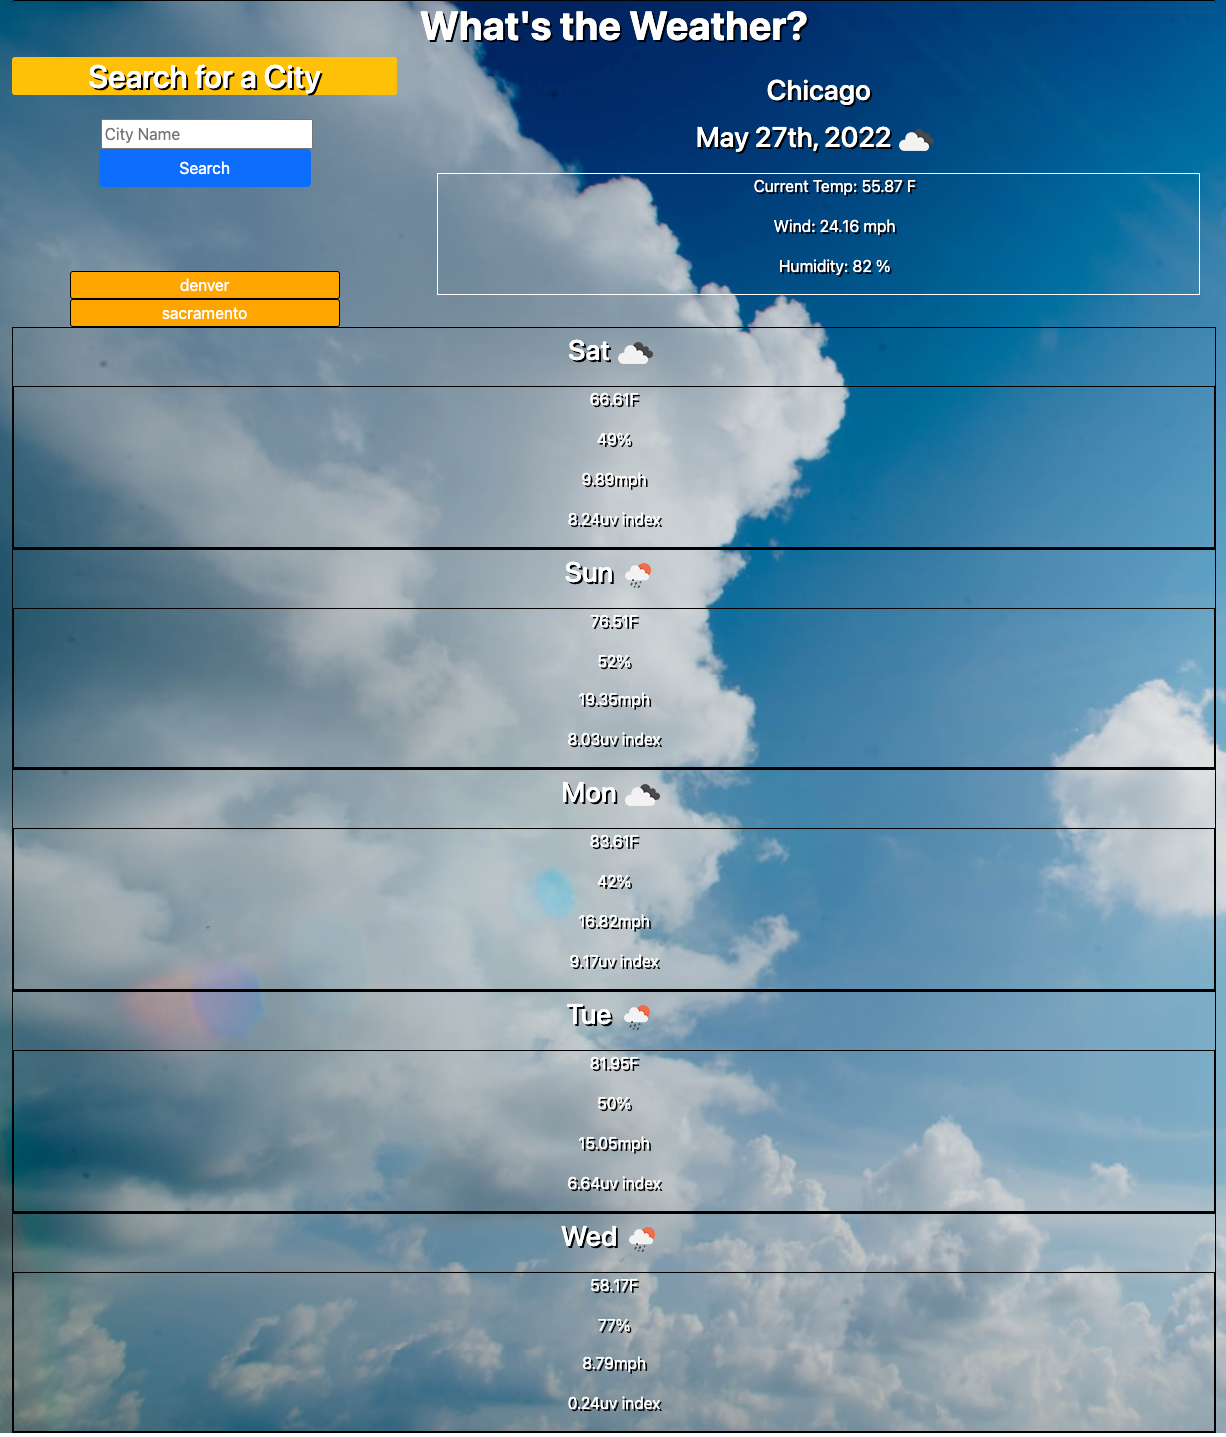 What's the Weather?
Search for a City
City Name
Search
denver
sacramento
Chicago
May 27th, 2022
Current Temp: 55.87 F
Wind: 24.16 mph
Humidity: 82 %
Sat
66.61F
49%
9.89mph
8.24uv index
Sun
76.51F
52%
19.35mph
8.03uv index
Mon
83.61F
42%
16.82mph
9.17uv index
Tue
81.95F
50%
15.05mph
6.64uv index
Wed
58.17F
77%
8.79mph
0.24uv index